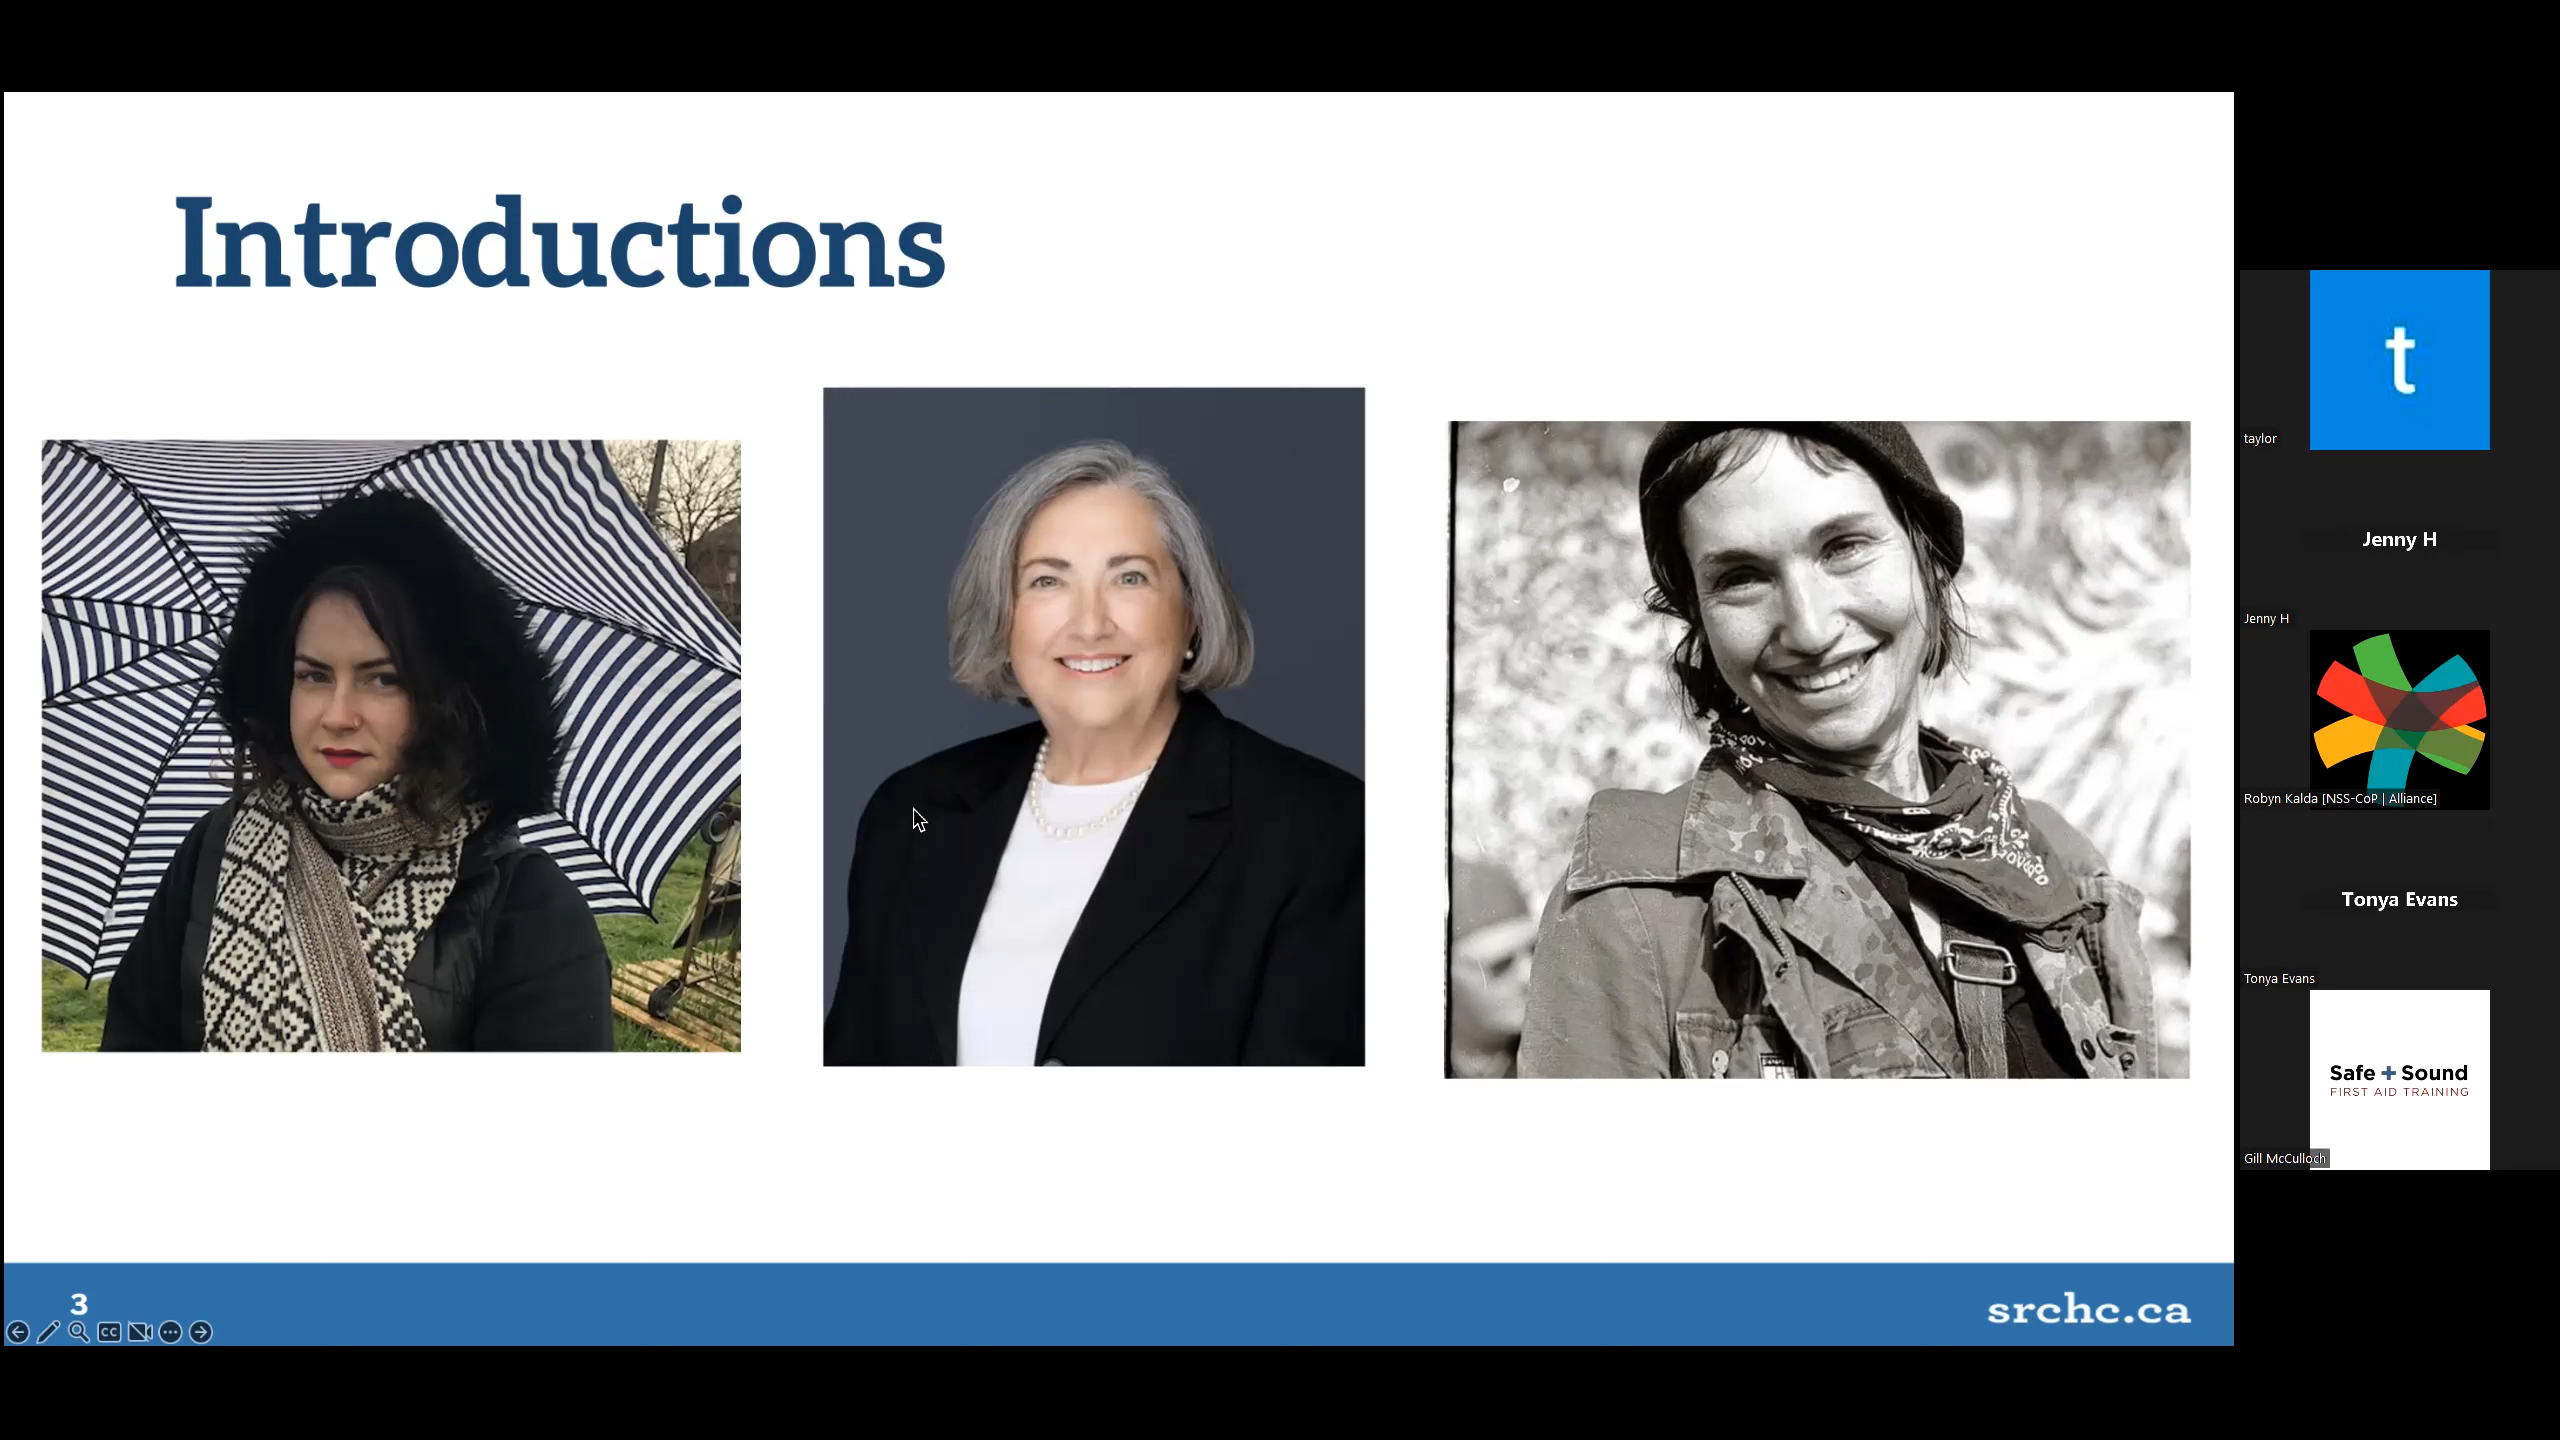 Introductions
3
srchc.ca
CC
t
taylor
Jenny H
Jenny H
Robyn Kalda [NSS-CoP | Alliance]
Tonya Evans
Tonya Evans
Safe + Sound
FIRST AID TRAINING
Gill McCulloch